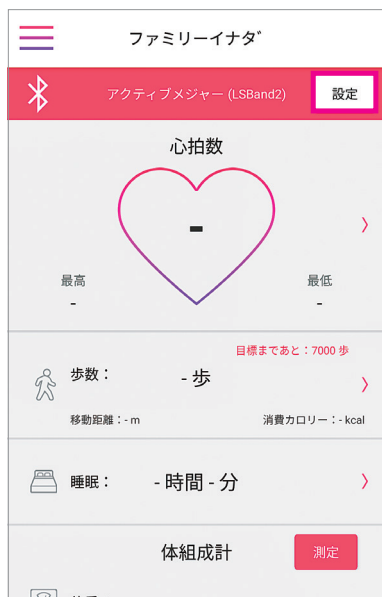 ファミリーイナダ
アクティブメジャー (LSBand2) 設定
心拍数
-
最高 最低
- -
目標まであと：7000 歩
歩数： - 歩
移動距離：- m 消費カロリー：- kcal
睡眠： - 時間 - 分
体組成計 測定